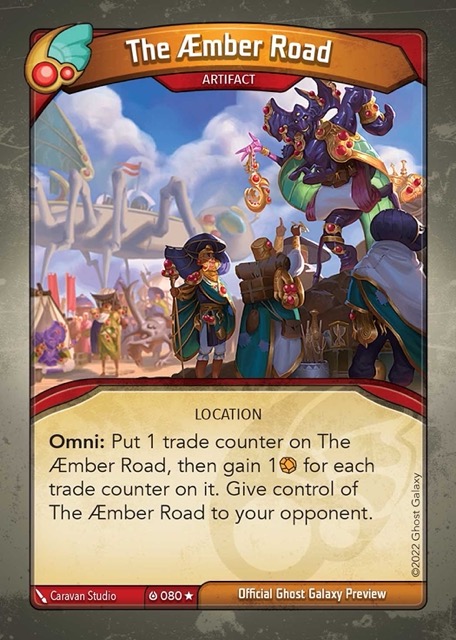 The Æmber Road
ARTIFACT
LOCATION
Omni: Put 1 trade counter on The
Æmber Road, then gain 1 for each
trade counter on it. Give control of
The Æmber Road to your opponent.
©2022 Ghost Galaxy
Caravan Studio
080★
Official Ghost Galaxy Preview